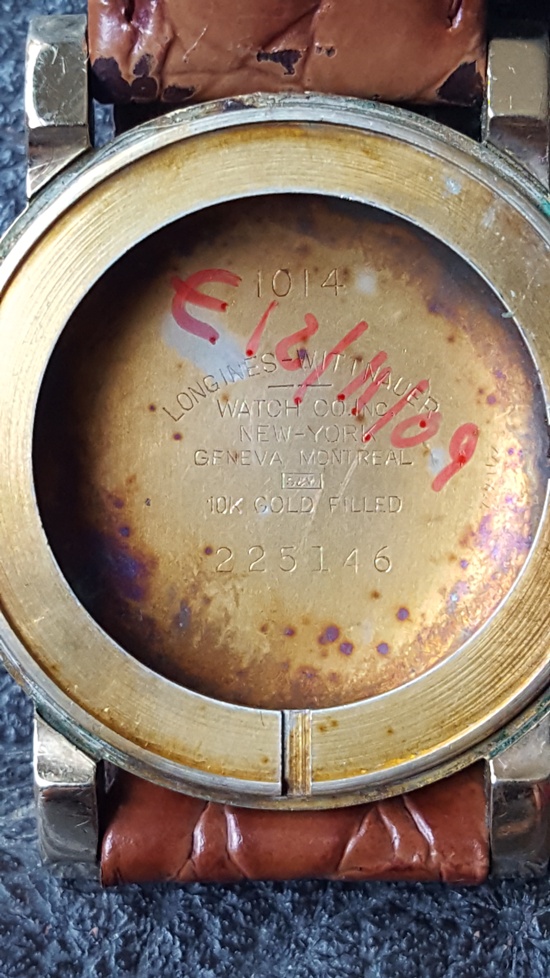 1014
E 12/11/09
LONGINES-WITTNAUER
WATCH CO. INC.
NEW-YORK
GENEVA MONTREAL
10K GOLD FILLED
225146